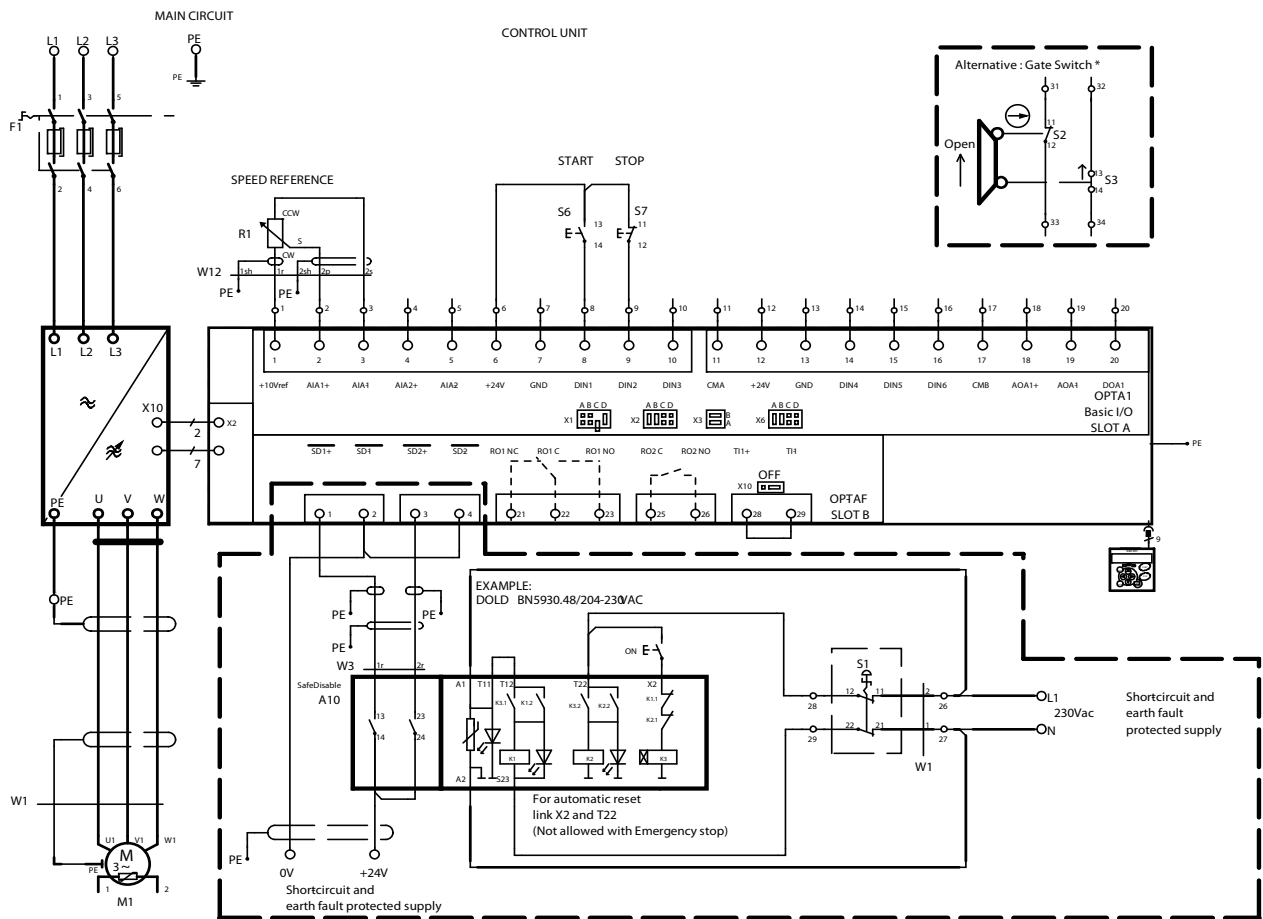 MAIN CIRCUIT
CONTROL UNIT
L1 L2 L3 PE
PE
1 3 5
F1
2 4 6
Alternative : Gate Switch *
31 32
11
S2
12
Open
13
S3
14
33 34
SPEED REFERENCE
START STOP
CCW
R1
S
CW
S6 13 14
S7 11 12
W12 1sh 1r 2sh 2p 2s
PE PE
1 2 3 4 5 6 7 8 9 10 11 12 13 14 15 16 17 18 19 20
L1 L2 L3
1 2 3 4 5 6 7 8 9 10 11 12 13 14 15 16 17 18 19 20
+10Vref AIA1+ AIA1- AIA2+ AIA2- +24V GND DIN1 DIN2 DIN3 CMA +24V GND DIN4 DIN5 DIN6 CMB AOA1+ AOA1- DOA1
OPTA1
Basic I/O
SLOT A
X1 A B C D
X2 A B C D
X3 B A
X6 A B C D
X10
2
X2
7
PE
SD1+ SD1- SD2+ SD2- RO1 NC RO1 C RO1 NO RO2 C RO2 NO TI1+ TI1-
OFF
X10
OPTAF
SLOT B
PE U V W
1 2 3 4 21 22 23 25 26 28 29
9
EXAMPLE:
DOLD BN5930.48/204-230VAC
PE
PE PE
PE
ON
W3 1r 2r
SafeDisable
A10
A1 T11 T12 T22 X2
K3.1 K1.2 K3.2 K2.2 K1.1
K2.1
13 23
14 24
K1 K2 K3
A2 S23
S1
28 12 11 2 26
29 22 21 1 27
W1
L1
230Vac
N
Short-circuit and
earth fault
protected supply
For automatic reset
link X2 and T22
(Not allowed with Emergency stop)
W1
U1 V1 W1
M
3~
PE
1 2
M1
PE
0V +24V
Short-circuit and
earth fault protected supply